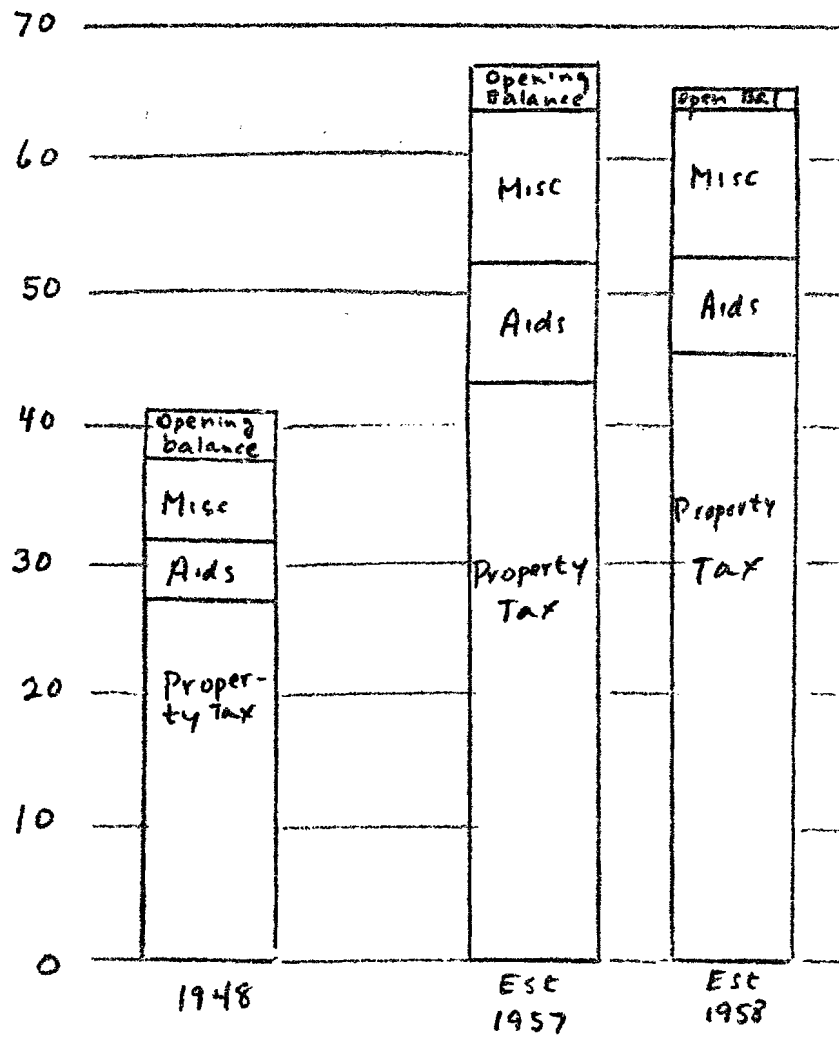 70
60
50
40
30
20
10
0
Opening
balance
Misc
Aids
Proper-
ty Tax
1948
Opening
Balance
Misc
Aids
Property
Tax
Est
1957
Open Bal
Misc
Aids
Property
Tax
Est
1958